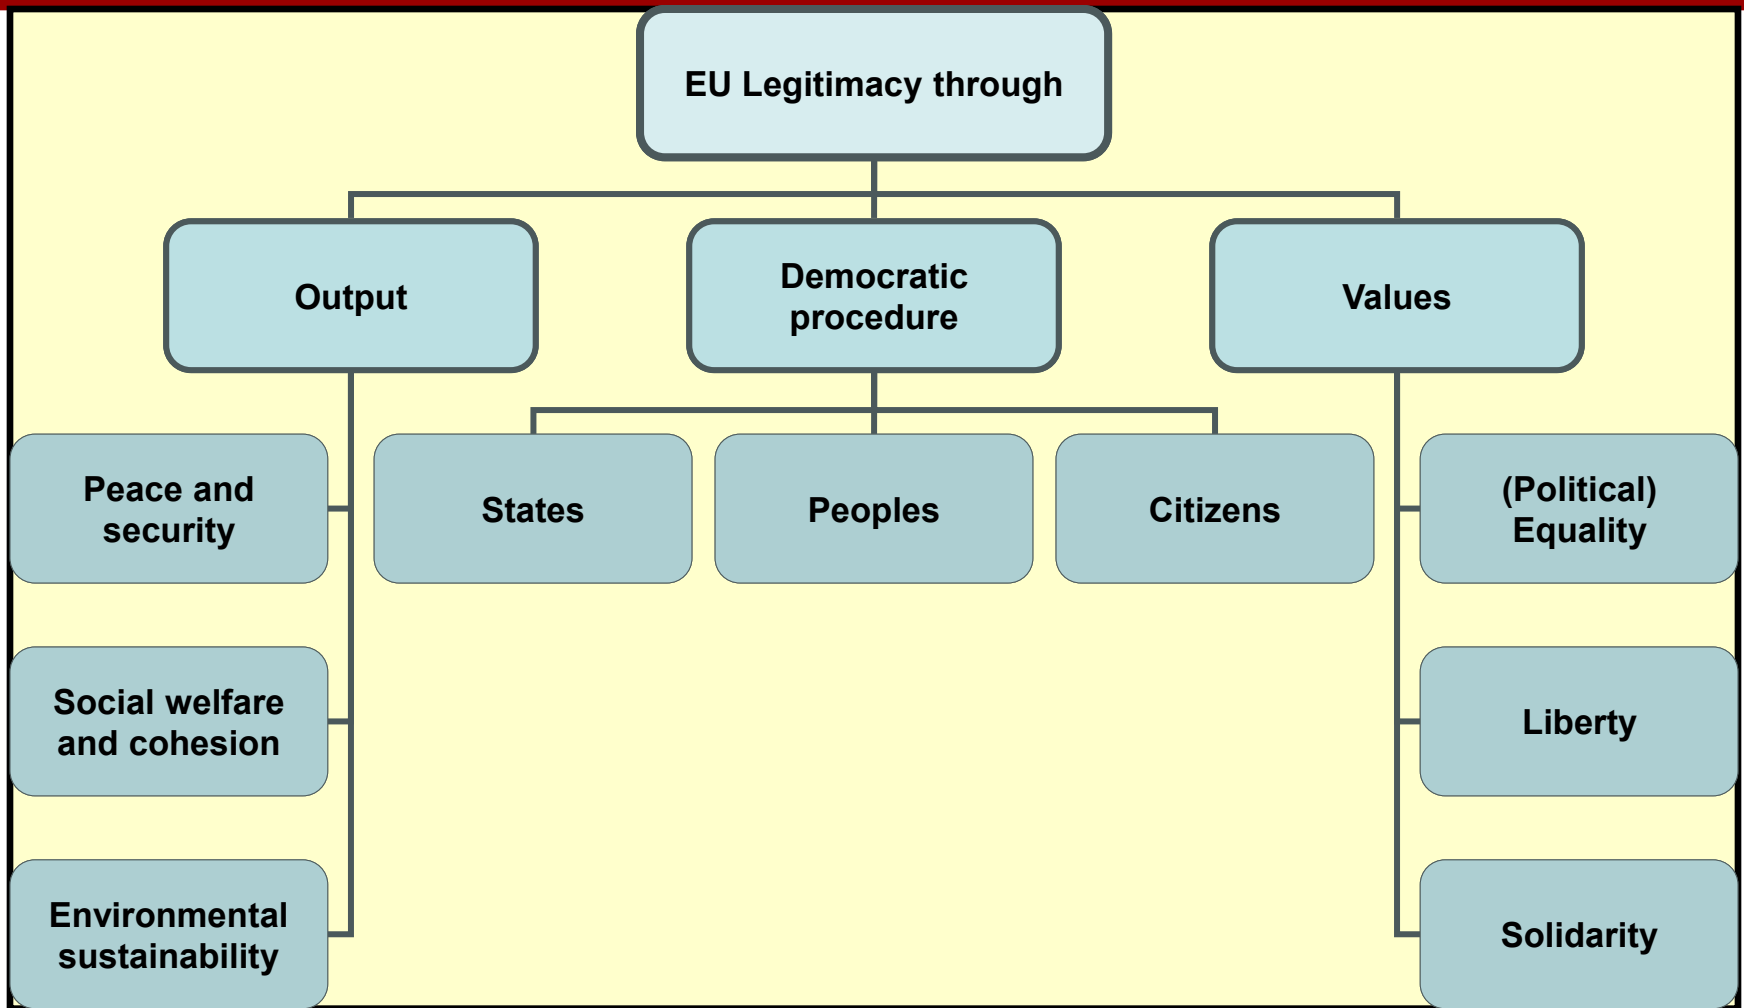 EU Legitimacy through
Output
Democratic
procedure
Values
Peace and
security
States
Peoples
Citizens
(Political)
Equality
Social welfare
and cohesion
Liberty
Environmental
sustainability
Solidarity